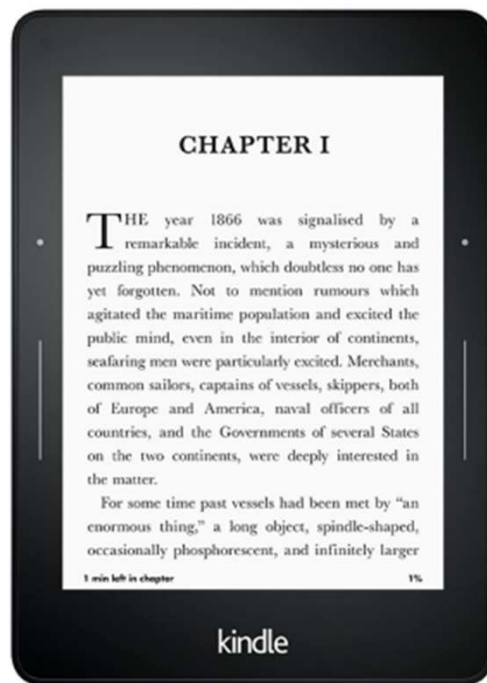 CHAPTER I
THE year 1866 was signalised by a
remarkable incident, a mysterious and
puzzling phenomenon, which doubtless no one has
yet forgotten. Not to mention rumours which
agitated the maritime population and excited the
public mind, even in the interior of continents,
seafaring men were particularly excited. Merchants,
common sailors, captains of vessels, skippers, both
of Europe and America, naval officers of all
countries, and the Governments of several States
on the two continents, were deeply interested in
the matter.
For some time past vessels had been met by “an
enormous thing,” a long object, spindle-shaped,
occasionally phosphorescent, and infinitely larger
1 min left in chapter 1%
kindle